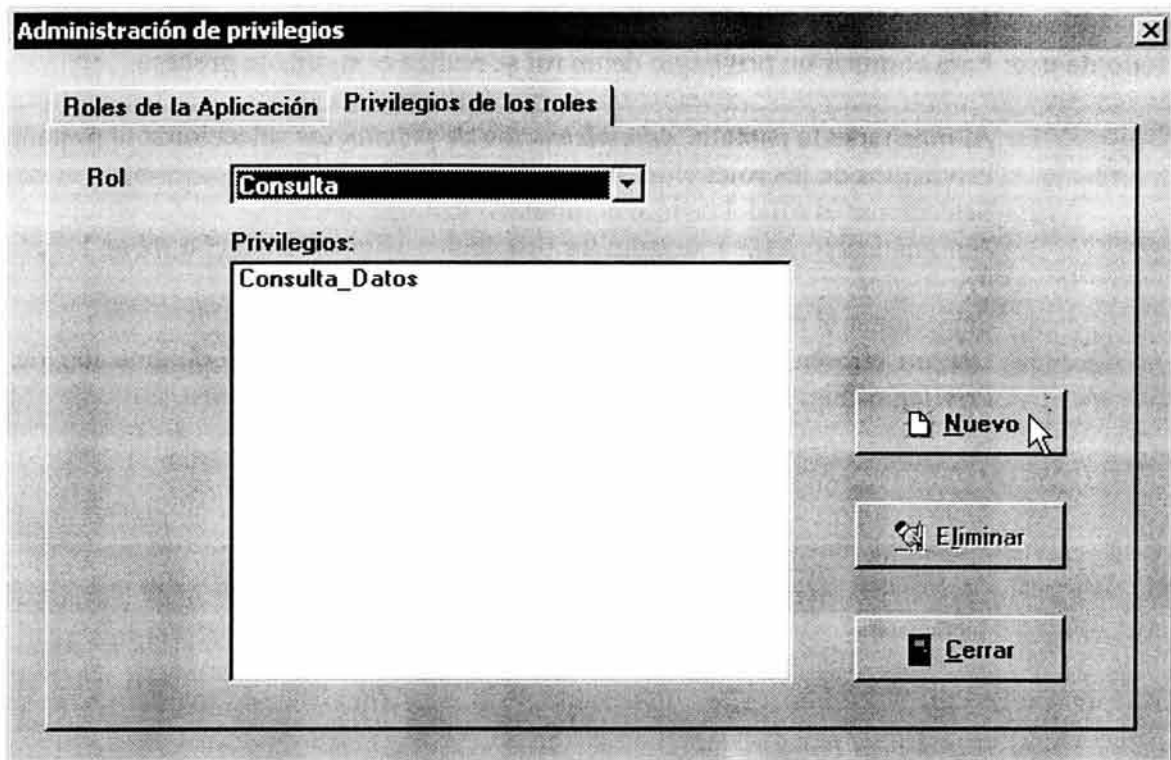 Administración de privilegios
Roles de la Aplicación
Privilegios de los roles
Rol
Consulta
Privilegios:
Consulta_Datos
Nuevo
Eliminar
Cerrar